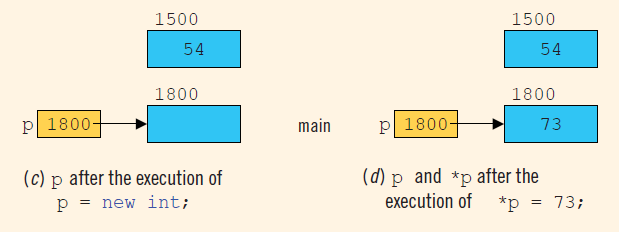 1500
54
1800
p 1800
(c) p after the execution of
p = new int;
main
1500
54
1800
p 1800 73
(d) p and *p after the
execution of *p = 73;